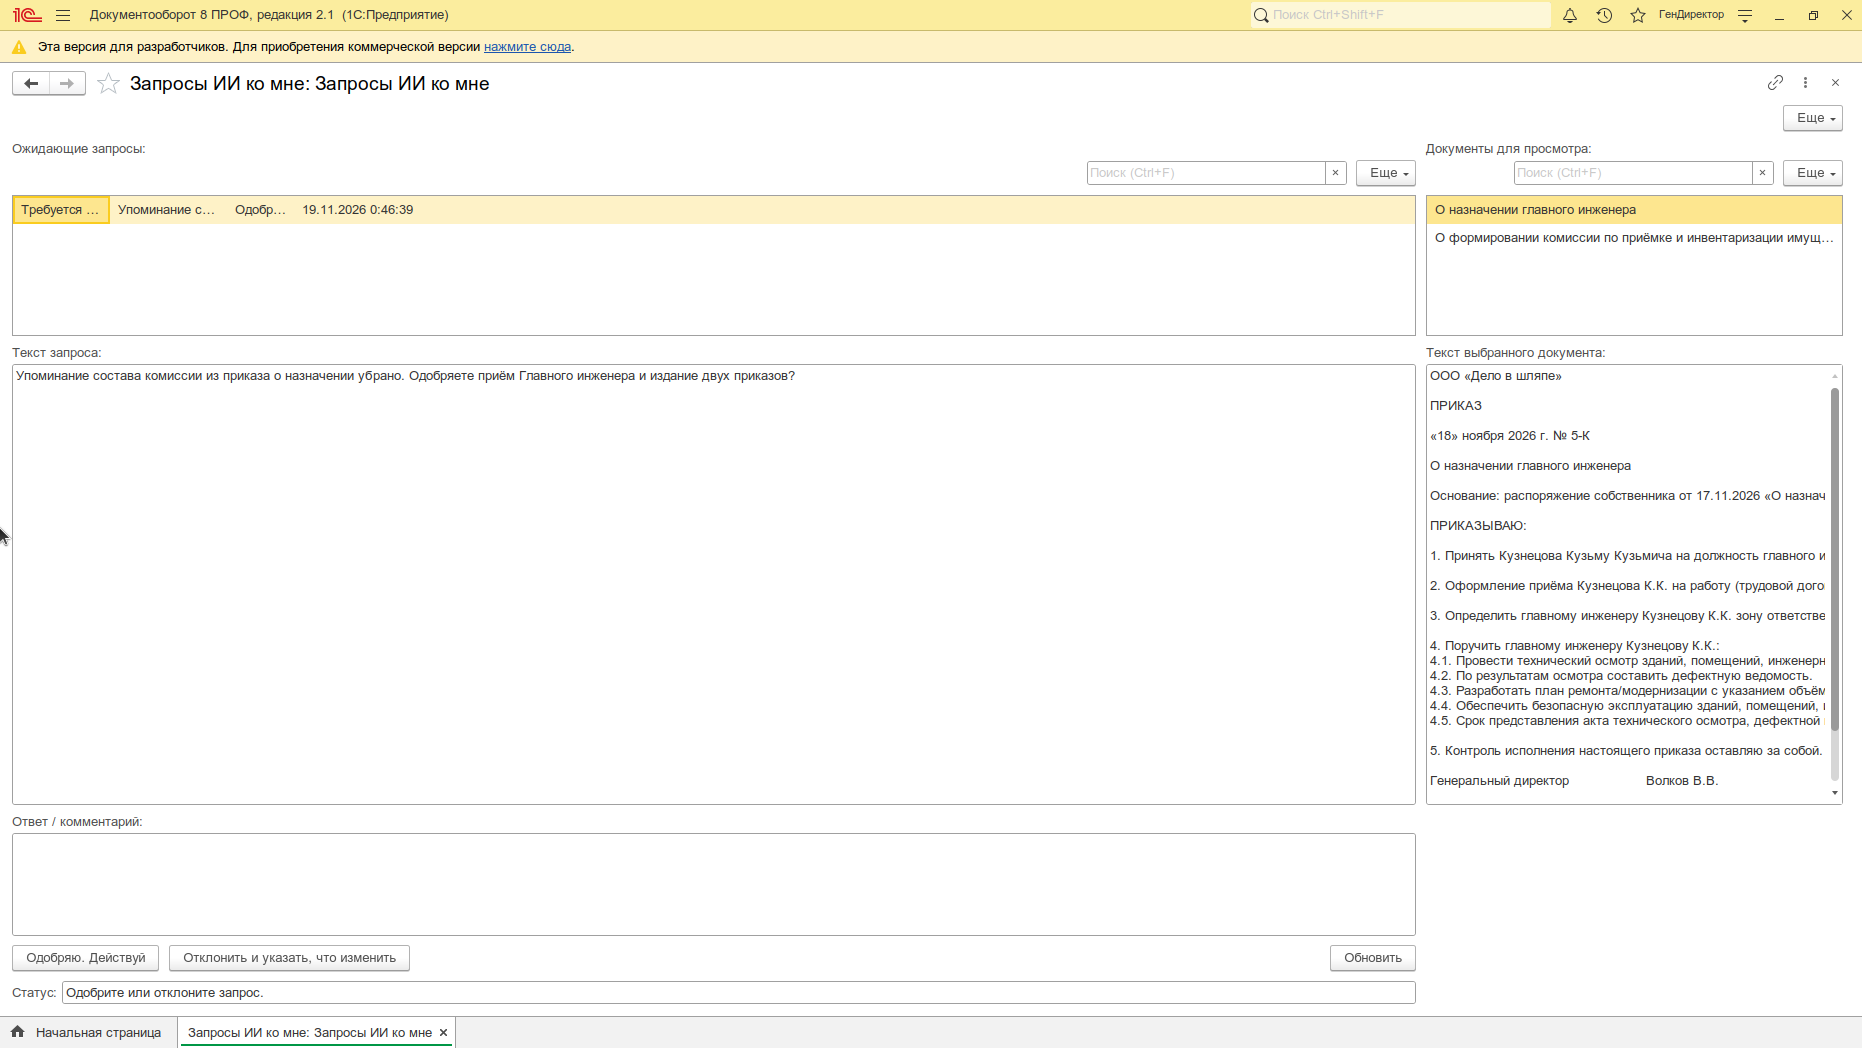 Документооборот 8 ПРОФ, редакция 2.1 (1С:Предприятие)
Поиск Ctrl+Shift+F
ГенДиректор
Эта версия для разработчиков. Для приобретения коммерческой версии нажмите сюда.
Запросы ИИ ко мне: Запросы ИИ ко мне
Еще
Ожидающие запросы:
Документы для просмотра:
Поиск (Ctrl+F)
Еще
Поиск (Ctrl+F)
Еще
Требуется ... Упоминание с... Одобр... 19.11.2026 0:46:39
О назначении главного инженера
О формировании комиссии по приёмке и инвентаризации имущ...
Текст запроса:
Упоминание состава комиссии из приказа о назначении убрано. Одобряете приём Главного инженера и издание двух приказов?
Текст выбранного документа:
ООО «Дело в шляпе»
ПРИКАЗ
«18» ноября 2026 г. № 5-К
О назначении главного инженера
Основание: распоряжение собственника от 17.11.2026 «О назнач
ПРИКАЗЫВАЮ:
1. Принять Кузнецова Кузьму Кузьмича на должность главного и
2. Оформление приёма Кузнецова К.К. на работу (трудовой дого
3. Определить главному инженеру Кузнецову К.К. зону ответстве
4. Поручить главному инженеру Кузнецову К.К.:
4.1. Провести технический осмотр зданий, помещений, инженерн
4.2. По результатам осмотра составить дефектную ведомость.
4.3. Разработать план ремонта/модернизации с указанием объём
4.4. Обеспечить безопасную эксплуатацию зданий, помещений,
4.5. Срок представления акта технического осмотра, дефектной
5. Контроль исполнения настоящего приказа оставляю за собой.
Генеральный директор Волков В.В.
Ответ / комментарий:
Одобряю. Действуй
Отклонить и указать, что изменить
Обновить
Статус: Одобрите или отклоните запрос.
Начальная страница
Запросы ИИ ко мне: Запросы ИИ ко мне